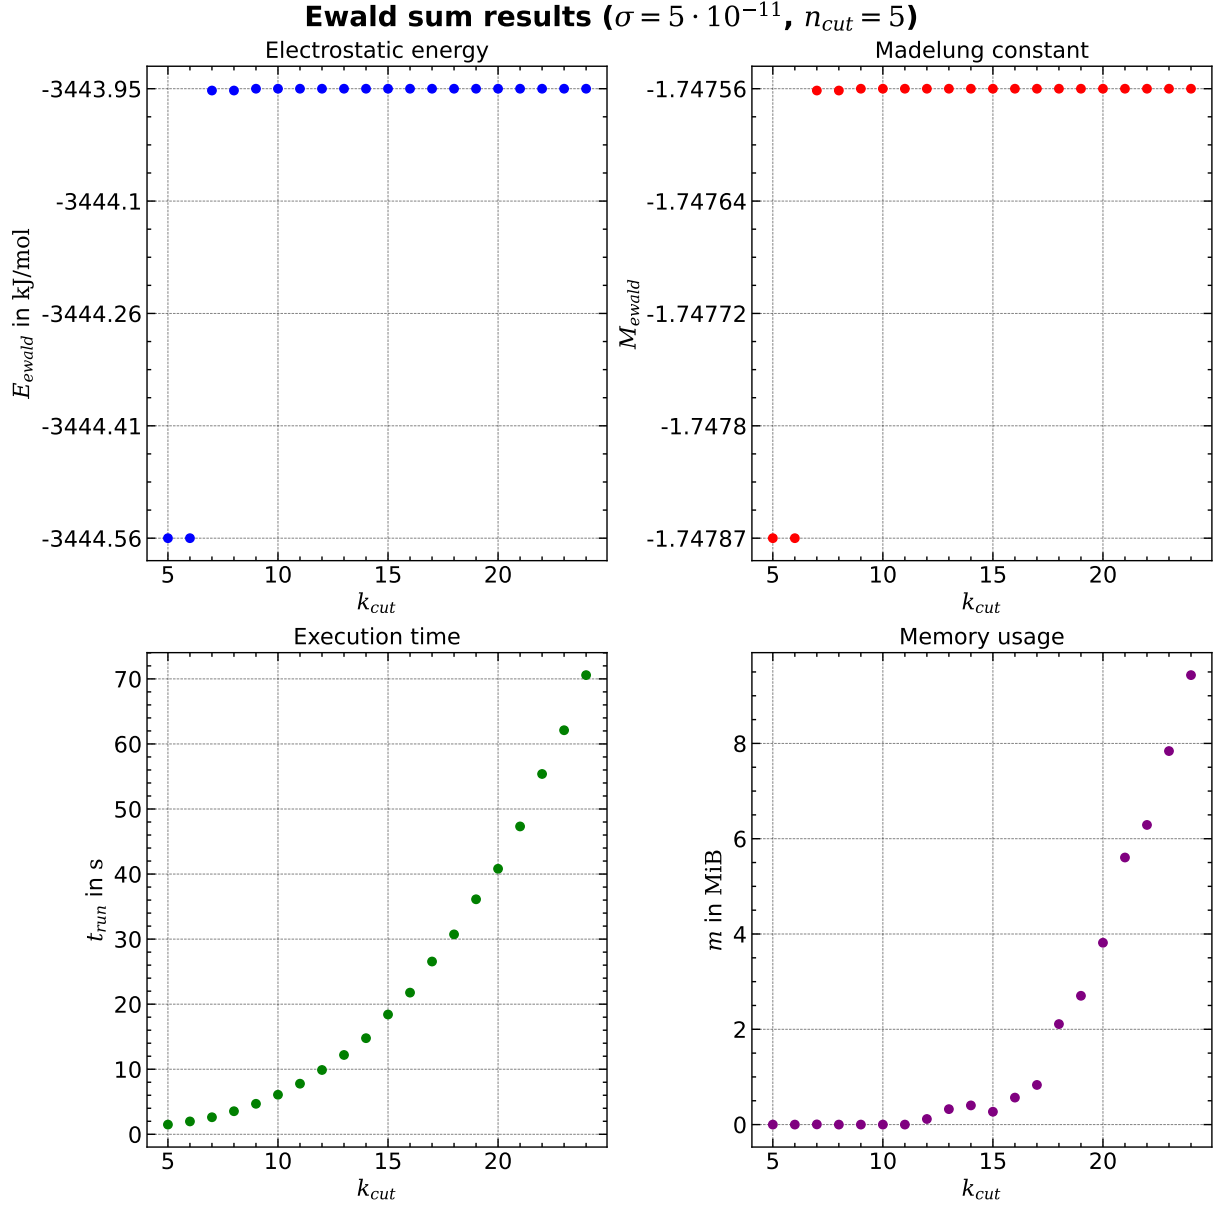 Ewald sum results (σ = 5 · 10⁻¹¹, n_cut = 5)
Electrostatic energy
-3443.95
-3444.1
-3444.26
-3444.41
-3444.56
E_ewald in kJ/mol
5 10 15 20
k_cut
Madelung constant
-1.74756
-1.74764
-1.74772
-1.7478
-1.74787
M_ewald
5 10 15 20
k_cut
Execution time
70
60
50
40
30
20
10
0
t_run in s
5 10 15 20
k_cut
Memory usage
8
6
4
2
0
m in MiB
5 10 15 20
k_cut